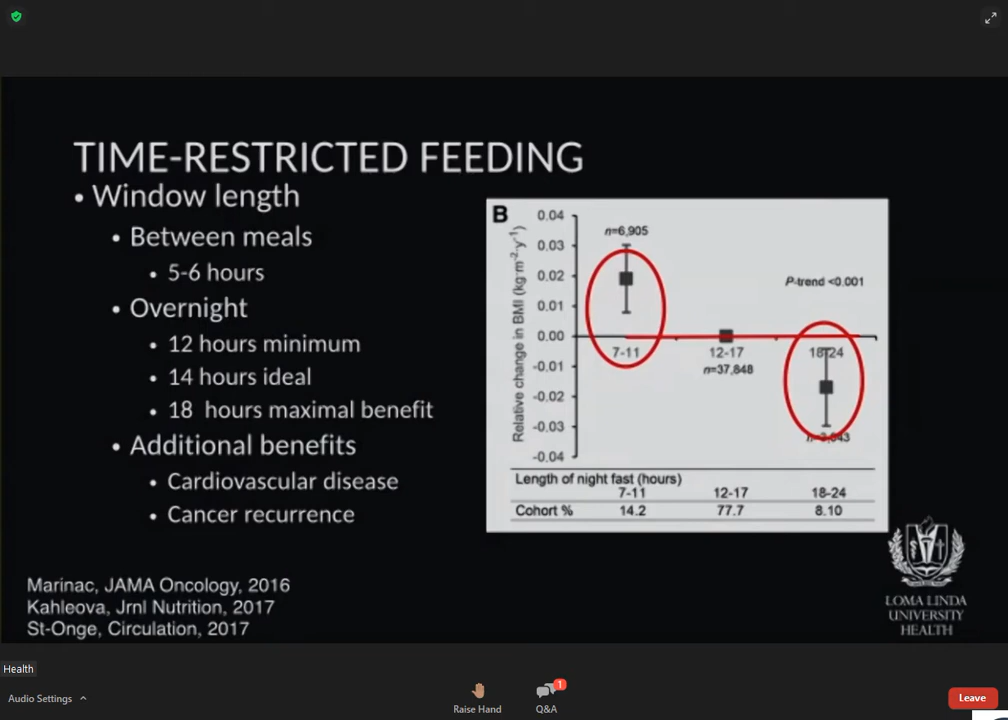 TIME-RESTRICTED FEEDING
• Window length
• Between meals
• 5-6 hours
• Overnight
• 12 hours minimum
• 14 hours ideal
• 18 hours maximal benefit
• Additional benefits
• Cardiovascular disease
• Cancer recurrence
Marinac, JAMA Oncology, 2016
Kahleova, Jrnl Nutrition, 2017
St-Onge, Circulation, 2017
B
Relative change in BMI (kg·m⁻²·y⁻¹)
0.04
0.03
0.02
0.01
0.00
-0.01
-0.02
-0.03
-0.04
n=6,905
P-trend <0.001
7-11
12-17
18-24
n=37,848
Length of night fast (hours)
7-11 12-17 18-24
Cohort % 14.2 77.7 8.10
LOMA LINDA
UNIVERSITY
HEALTH
Health
Audio Settings
Raise Hand
Q&A
1
Leave